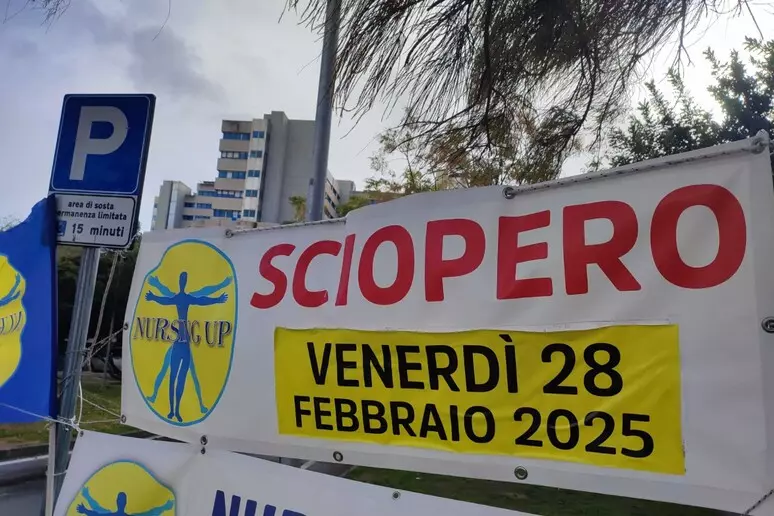 P
area di sosta
permanenza limitata
15 minuti
SCIOPERO
NURSING UP
VENERDÌ 28
FEBBRAIO 2025